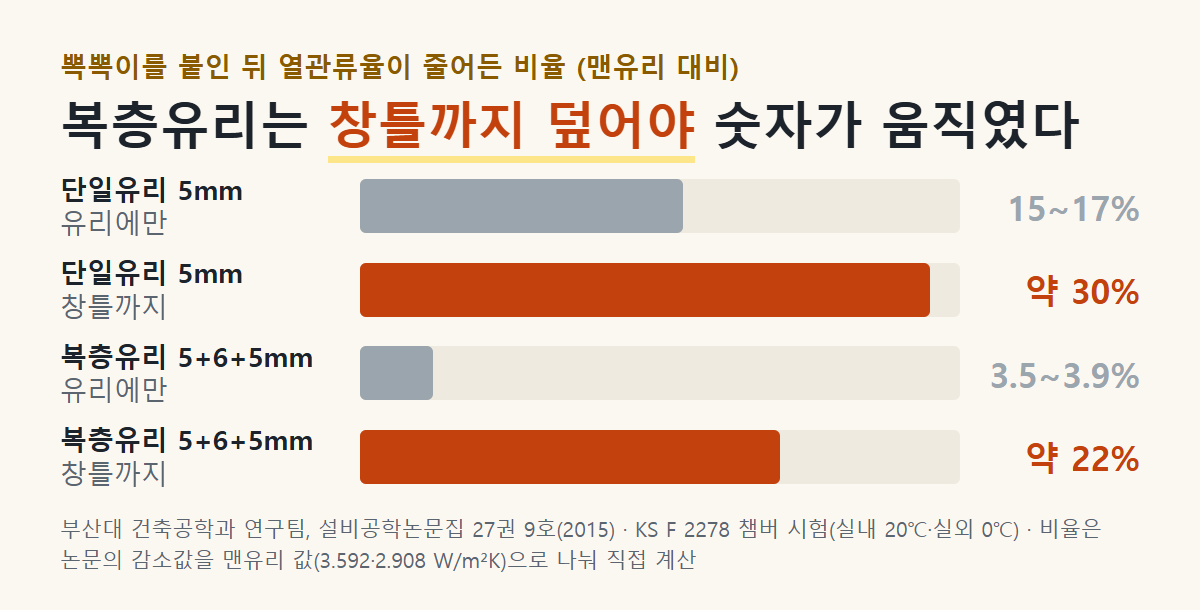 뽁뽁이를 붙인 뒤 열관류율이 줄어든 비율 (맨유리 대비)
복층유리는 창틀까지 덮어야 숫자가 움직였다
단일유리 5mm
유리에만
15~17%
단일유리 5mm
창틀까지
약 30%
복층유리 5+6+5mm
유리에만
3.5~3.9%
복층유리 5+6+5mm
창틀까지
약 22%
부산대 건축공학과 연구팀, 설비공학논문집 27권 9호(2015) · KS F 2278 챔버 시험(실내 20℃·실외 0℃) · 비율은
논문의 감소값을 맨유리 값(3.592·2.908 W/m²K)으로 나눠 직접 계산